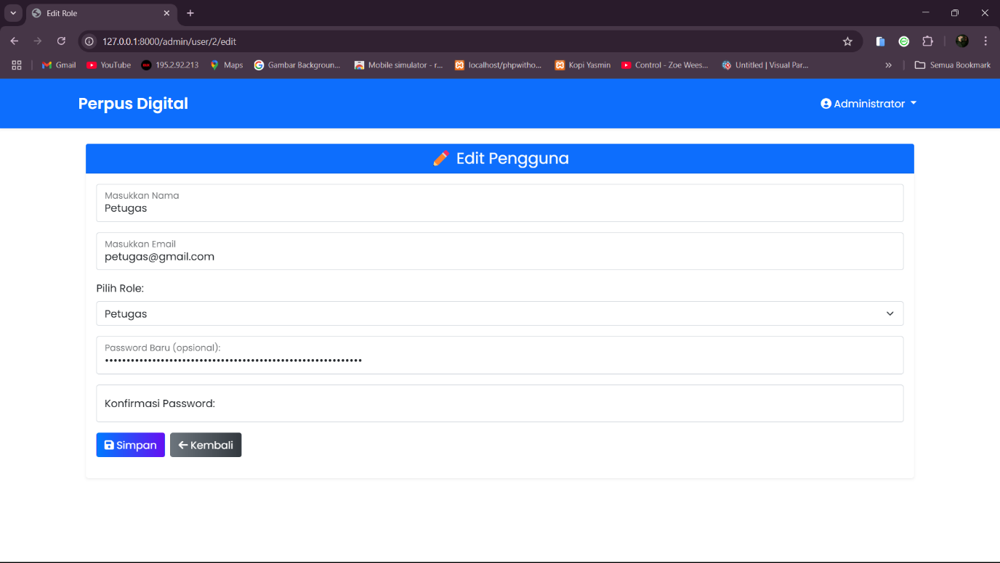 Edit Role
127.0.0.1:8000/admin/user/2/edit
Gmail YouTube 195.2.92.213 Maps Gambar Backgroun... Mobile simulator - r... localhost/phpwitho... Kopi Yasmin Control - Zoe Wees... Untitled | Visual Par... » Semua Bookmark
Perpus Digital Administrator
Edit Pengguna
Masukkan Nama
Petugas
Masukkan Email
petugas@gmail.com
Pilih Role:
Petugas
Password Baru (opsional):
Konfirmasi Password:
Simpan Kembali